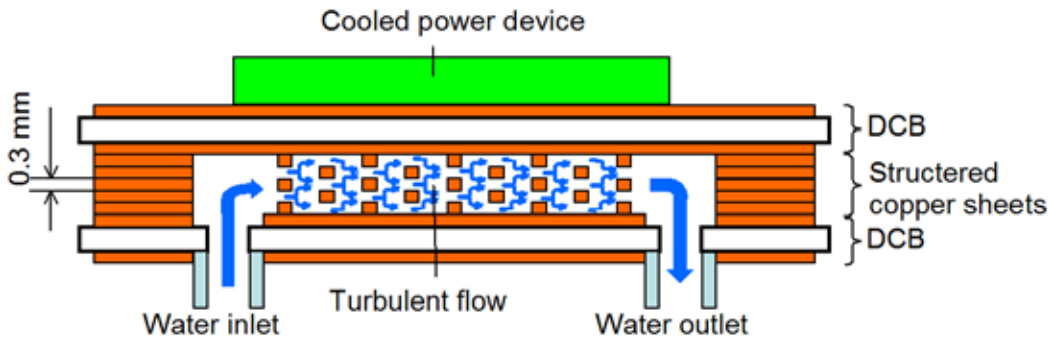 Cooled power device
0.3 mm
DCB
Structered
copper sheets
DCB
Turbulent flow
Water inlet
Water outlet